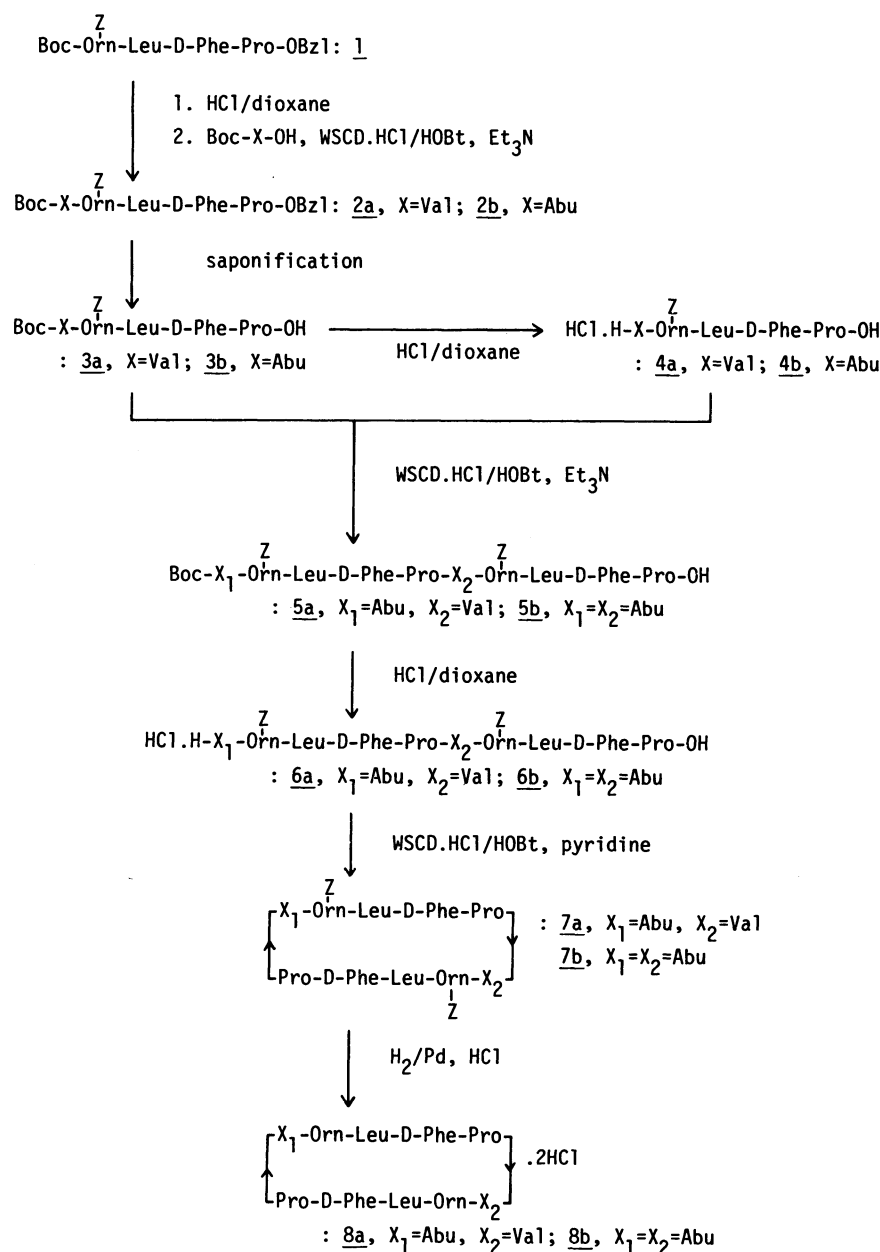 Z
Boc-Orn-Leu-D-Phe-Pro-OBzl: 1
1. HCl/dioxane
2. Boc-X-OH, WSCD.HCl/HOBt, Et3N
Z
Boc-X-Orn-Leu-D-Phe-Pro-OBzl: 2a, X=Val; 2b, X=Abu
saponification
Z
Boc-X-Orn-Leu-D-Phe-Pro-OH
: 3a, X=Val; 3b, X=Abu
HCl/dioxane
Z
HCl.H-X-Orn-Leu-D-Phe-Pro-OH
: 4a, X=Val; 4b, X=Abu
WSCD.HCl/HOBt, Et3N
Z Z
Boc-X1-Orn-Leu-D-Phe-Pro-X2-Orn-Leu-D-Phe-Pro-OH
: 5a, X1=Abu, X2=Val; 5b, X1=X2=Abu
HCl/dioxane
Z Z
HCl.H-X1-Orn-Leu-D-Phe-Pro-X2-Orn-Leu-D-Phe-Pro-OH
: 6a, X1=Abu, X2=Val; 6b, X1=X2=Abu
WSCD.HCl/HOBt, pyridine
Z
X1-Orn-Leu-D-Phe-Pro
: 7a, X1=Abu, X2=Val
7b, X1=X2=Abu
Pro-D-Phe-Leu-Orn-X2
Z
H2/Pd, HCl
X1-Orn-Leu-D-Phe-Pro
.2HCl
Pro-D-Phe-Leu-Orn-X2
: 8a, X1=Abu, X2=Val; 8b, X1=X2=Abu